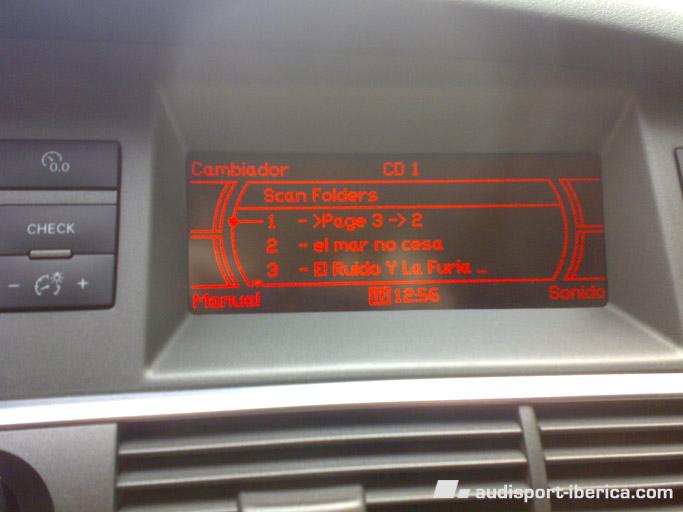 Cambiador CD 1
Scan Folders
1 - >Page 3 -> 2
2 - el mar no cesa
3 - El Ruido Y La Furia ...
Manual 12:56 Sonido
0.0
CHECK
- +
audisport-iberica.com